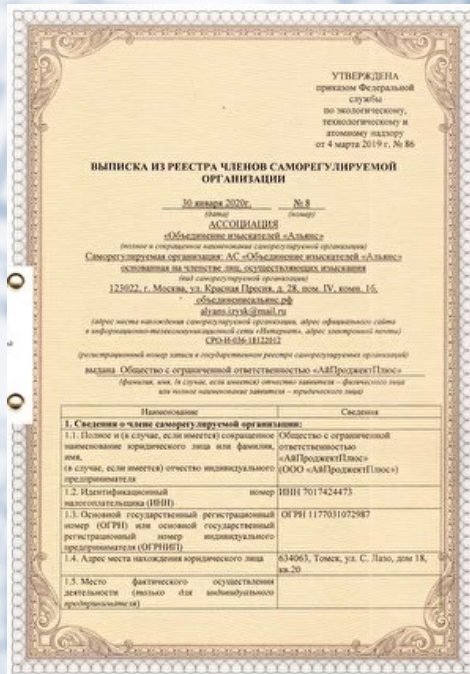 УТВЕРЖДЕНА
приказом Федеральной
службы
по экологическому,
технологическому и
атомному надзору
от 4 марта 2019 г. № 86
ВЫПИСКА ИЗ РЕЕСТРА ЧЛЕНОВ САМОРЕГУЛИРУЕМОЙ
ОРГАНИЗАЦИИ
30 января 2020г. № 8
(дата) (номер)
АССОЦИАЦИЯ
«Объединение изыскателей «Альянс»
(полное и сокращенное наименование саморегулируемой организации)
Саморегулируемая организация: АС «Объединение изыскателей «Альянс»
основанная на членстве лиц, осуществляющих изыскания
(вид саморегулируемой организации)
123022, г. Москва, ул. Красная Пресня, д. 28, пом. IV, комн. 16,
объединениеальянс.рф
alyans.izysk@mail.ru
(адрес места нахождения саморегулируемой организации, адрес официального сайта
в информационно-телекоммуникационной сети «Интернет», адрес электронной почты)
СРО-И-036-18122012
(регистрационный номер записи в государственном реестре саморегулируемых организаций)
выдана Общество с ограниченной ответственностью «АйПроджектПлюс»
(фамилия, имя, (в случае, если имеется) отчество заявителя – физического лица
или полное наименование заявителя – юридического лица)
Наименование Сведения
1. Сведения о члене саморегулируемой организации:
1.1. Полное и (в случае, если имеется) сокращенное Общество с ограниченной
наименование юридического лица или фамилия, ответственностью
имя, «АйПроджектПлюс»
(в случае, если имеется) отчество индивидуального (ООО «АйПроджектПлюс»)
предпринимателя
1.2. Идентификационный номер ИНН 7017424473
налогоплательщика (ИНН)
1.3. Основной государственный регистрационный ОГРН 1177031072987
номер (ОГРН) или основной государственный
регистрационный номер индивидуального
предпринимателя (ОГРНИП)
1.4. Адрес места нахождения юридического лица 634063, Томск, ул. С. Лазо, дом 18,
кв.20
1.5. Место фактического осуществления
деятельности (только для индивидуального
предпринимателя)